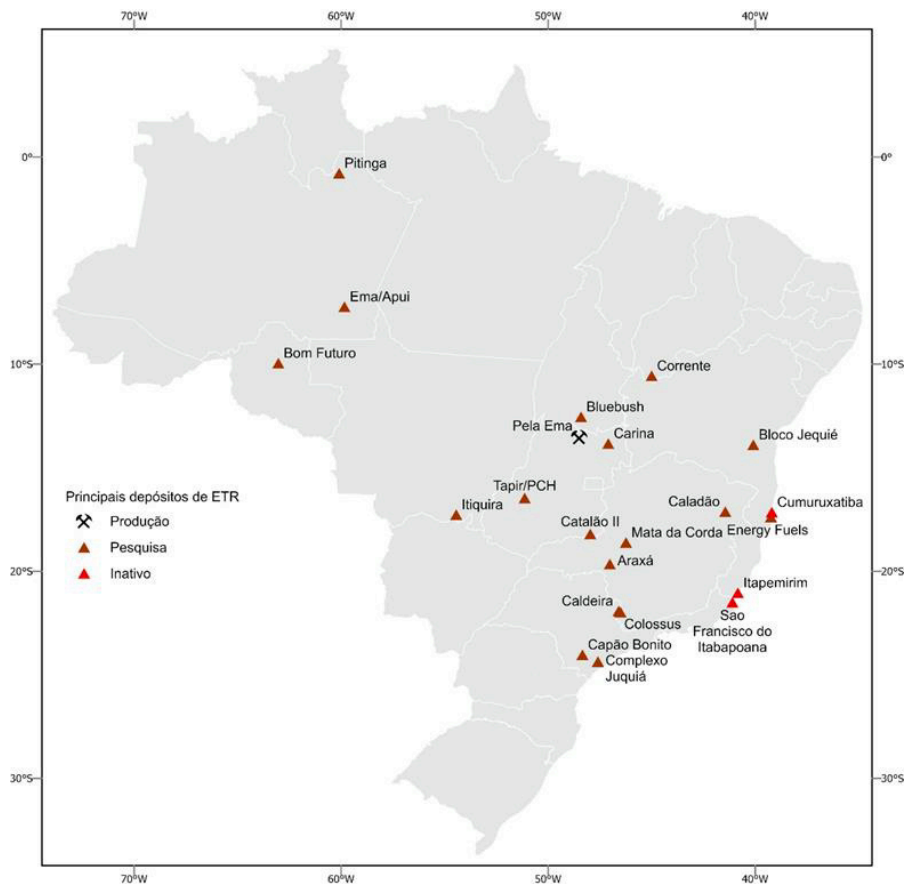 70°W 60°W 50°W 40°W
0° 0°
Pitinga
Ema/Apui
Bom Futuro
10°S 10°S
Corrente
Bluebush
Pela Ema
Carina
Bloco Jequié
Tapir/PCH
Itiquira
Principais depósitos de ETR
Produção
Pesquisa
Inativo
Caladão
Cumuruxatiba
Energy Fuels
Catalão II
Mata da Corda
Araxá
20°S 20°S
Itapemirim
Sao
Francisco do
Itabapoana
Caldeira
Colossus
Capão Bonito
Complexo
Juquiá
30°S 30°S
70°W 60°W 50°W 40°W